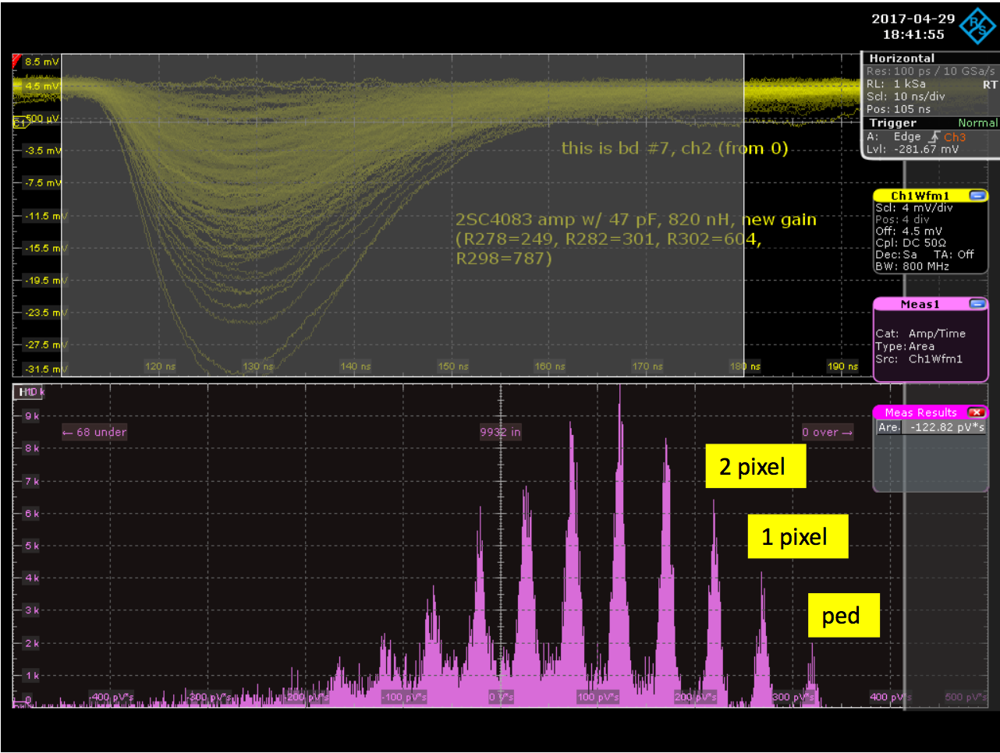 2017-04-29
18:41:55
Horizontal
Res: 100 ps / 10 GSa/s
RL: 1 kSa RT
Scl: 10 ns/div
Pos: 105 ns
Trigger Normal
A: Edge Ch3
Lvl: -281.67 mV
8.5 mV
4.5 mV
C1
-500 µV
-3.5 mV
-7.5 mV
-11.5 mV
-15.5 mV
-19.5 mV
-23.5 mV
-27.5 mV
-31.5 mV
this is bd #7, ch2 (from 0)
2SC4083 amp w/ 47 pF, 820 nH, new gain
(R278=249, R282=301, R302=604,
R298=787)
120 ns 130 ns 140 ns 150 ns 160 ns 170 ns 180 ns 190 ns
Ch1Wfm1
Scl: 4 mV/div
Pos: 4 div
Off: 4.5 mV
Cpl: DC 50Ω
Dec: Sa TA: Off
BW: 800 MHz
Meas1
Cat: Amp/Time
Type: Area
Src: Ch1Wfm1
Meas Results
Are. -122.82 pV*s
10 k
9 k
8 k
7 k
6 k
5 k
4 k
3 k
2 k
1 k
0
← 68 under 9932 in 0 over →
2 pixel
1 pixel
ped
-400 pV*s -300 pV*s -200 pV*s -100 pV*s 0 V*s 100 pV*s 200 pV*s 300 pV*s 400 pV*s 500 pV*s